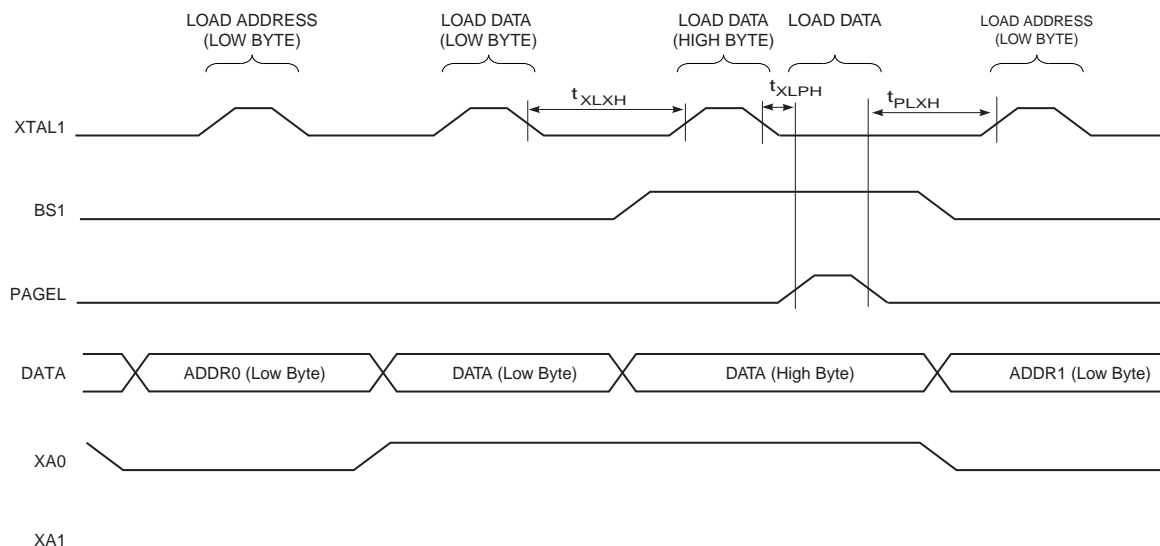 LOAD ADDRESS
(LOW BYTE)
LOAD DATA
(LOW BYTE)
LOAD DATA
(HIGH BYTE)
LOAD DATA
LOAD ADDRESS
(LOW BYTE)
tXLXH
tXLPH
tPLXH
XTAL1
BS1
PAGEL
DATA
ADDR0 (Low Byte)
DATA (Low Byte)
DATA (High Byte)
ADDR1 (Low Byte)
XA0
XA1